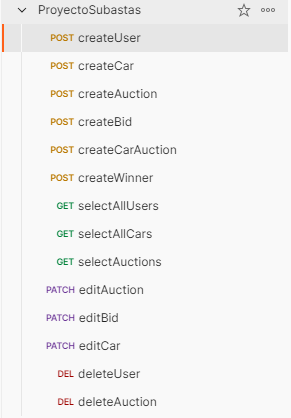 ProyectoSubastas
POST createUser
POST createCar
POST createAuction
POST createBid
POST createCarAuction
POST createWinner
GET selectAllUsers
GET selectAllCars
GET selectAuctions
PATCH editAuction
PATCH editBid
PATCH editCar
DEL deleteUser
DEL deleteAuction